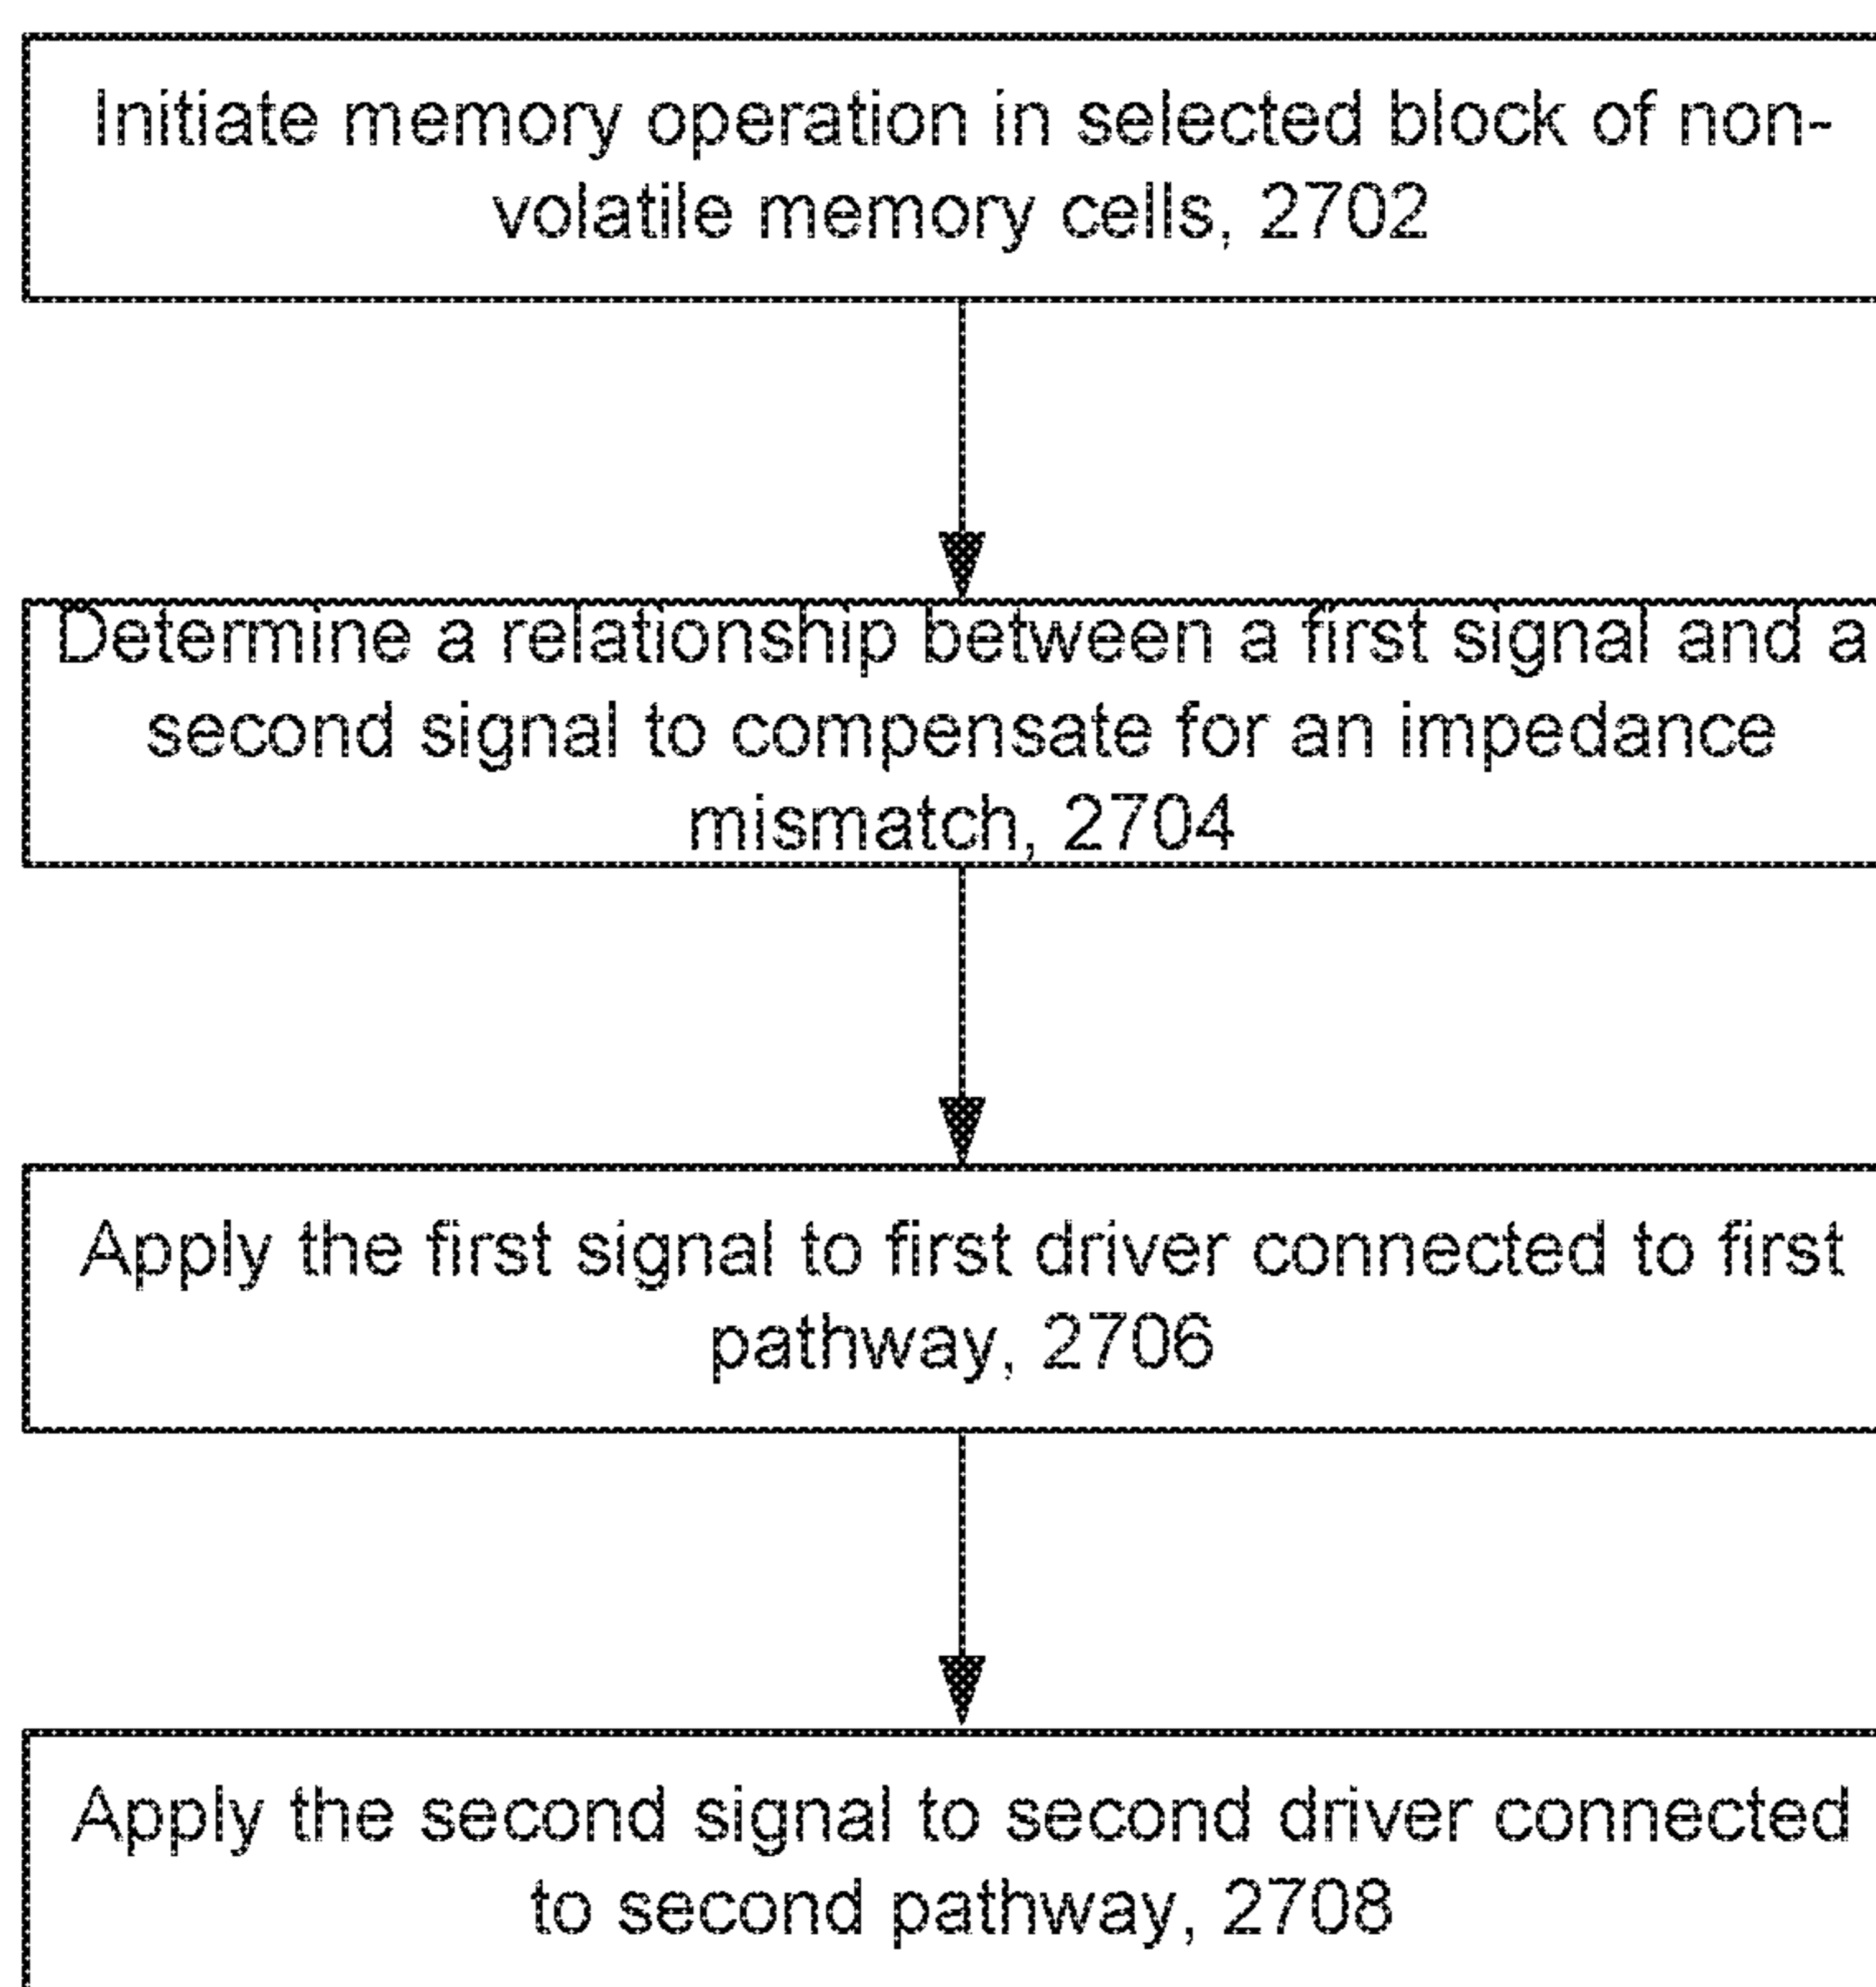 Initiate memory operation in selected block of non-
volatile memory cells, 2702
Determine a relationship between a first signal and a
second signal to compensate for an impedance
mismatch, 2704
Apply the first signal to first driver connected to first
pathway, 2706
Apply the second signal to second driver connected
to second pathway, 2708